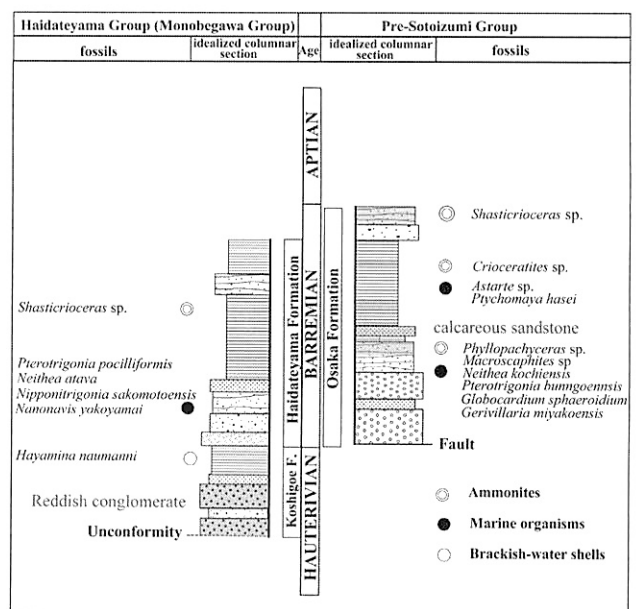 Haidateyama Group (Monobegawa Group)
Pre-Sotoizumi Group
fossils
idealized columnar
section
Age
idealized columnar
section
fossils
APTIAN
BARREMIAN
HAUTERIVIAN
Haidateyama Formation
Koshigoe F.
Osaka Formation
Shasticrioceras sp.
Pterotrigonia pocilliformis
Neithea atava
Nipponitrigonia sakomotoensis
Nanonavis yokoyamai
Hayamina naumanni
Reddish conglomerate
Unconformity
Shasticrioceras sp.
Crioceratites sp.
Astarte sp.
Ptychomaya hasei
calcareous sandstone
Phyllopachyceras sp.
Macroscaphites sp
Neithea kochiensis
Pterotrigonia hunngoennsis
Globocardium sphaeroidium
Gerivillaria miyakoensis
Fault
Ammonites
Marine organisms
Brackish-water shells